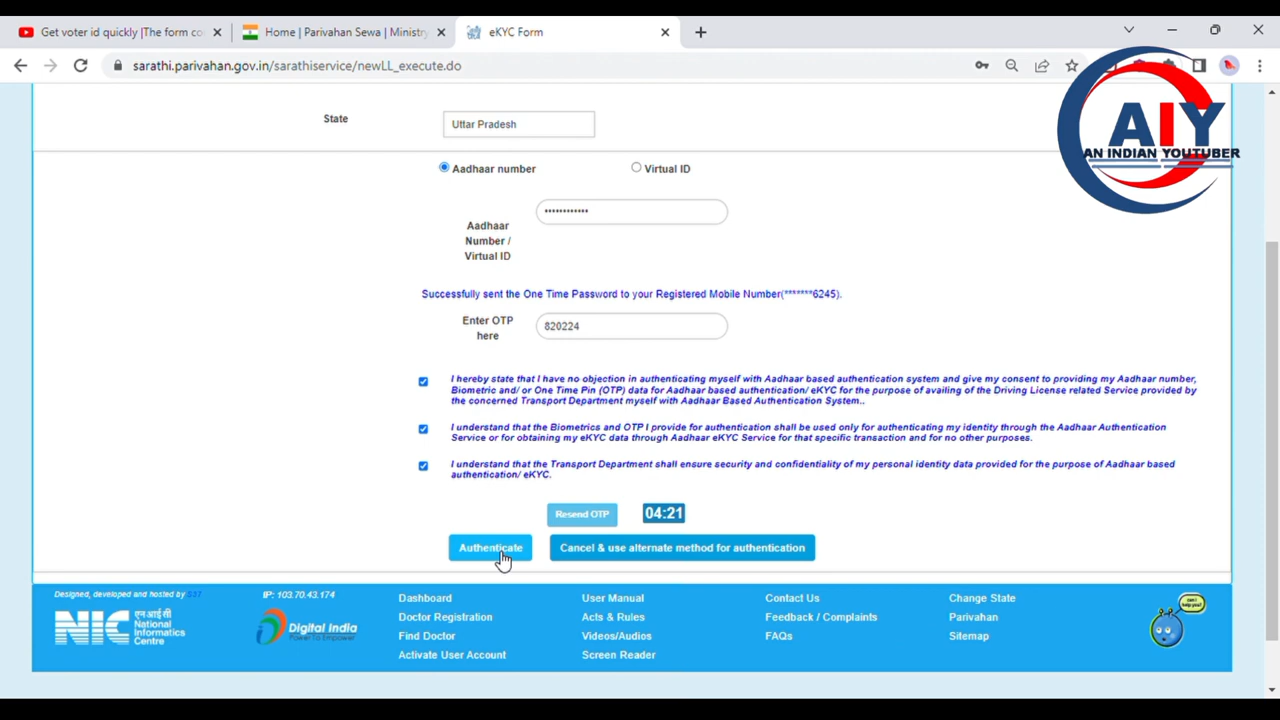 Get voter id quickly |The form co
Home | Parivahan Sewa | Ministry
eKYC Form
sarathi.parivahan.gov.in/sarathiservice/newLL_execute.do
AIY
AN INDIAN YOUTUBER
State
Uttar Pradesh
Aadhaar number
Virtual ID
Aadhaar
Number /
Virtual ID
••••••••••••
Successfully sent the One Time Password to your Registered Mobile Number(*******6245).
Enter OTP
here
820224
I hereby state that I have no objection in authenticating myself with Aadhaar based authentication system and give my consent to providing my Aadhaar number,
Biometric and/ or One Time Pin (OTP) data for Aadhaar based authentication/ eKYC for the purpose of availing of the Driving License related Service provided by
the concerned Transport Department myself with Aadhaar Based Authentication System..
I understand that the Biometrics and OTP I provide for authentication shall be used only for authenticating my identity through the Aadhaar Authentication
Service or for obtaining my eKYC data through Aadhaar eKYC Service for that specific transaction and for no other purposes.
I understand that the Transport Department shall ensure security and confidentiality of my personal identity data provided for the purpose of Aadhaar based
authentication/ eKYC.
Resend OTP
04:21
Authenticate
Cancel & use alternate method for authentication
Designed, developed and hosted by
IP: 103.70.43.174
NIC
एन आई सी
National
Informatics
Centre
Digital India
Power To Empower
Dashboard
Doctor Registration
Find Doctor
Activate User Account
User Manual
Acts & Rules
Videos/Audios
Screen Reader
Contact Us
Feedback / Complaints
FAQs
Change State
Parivahan
Sitemap
can I
help you?